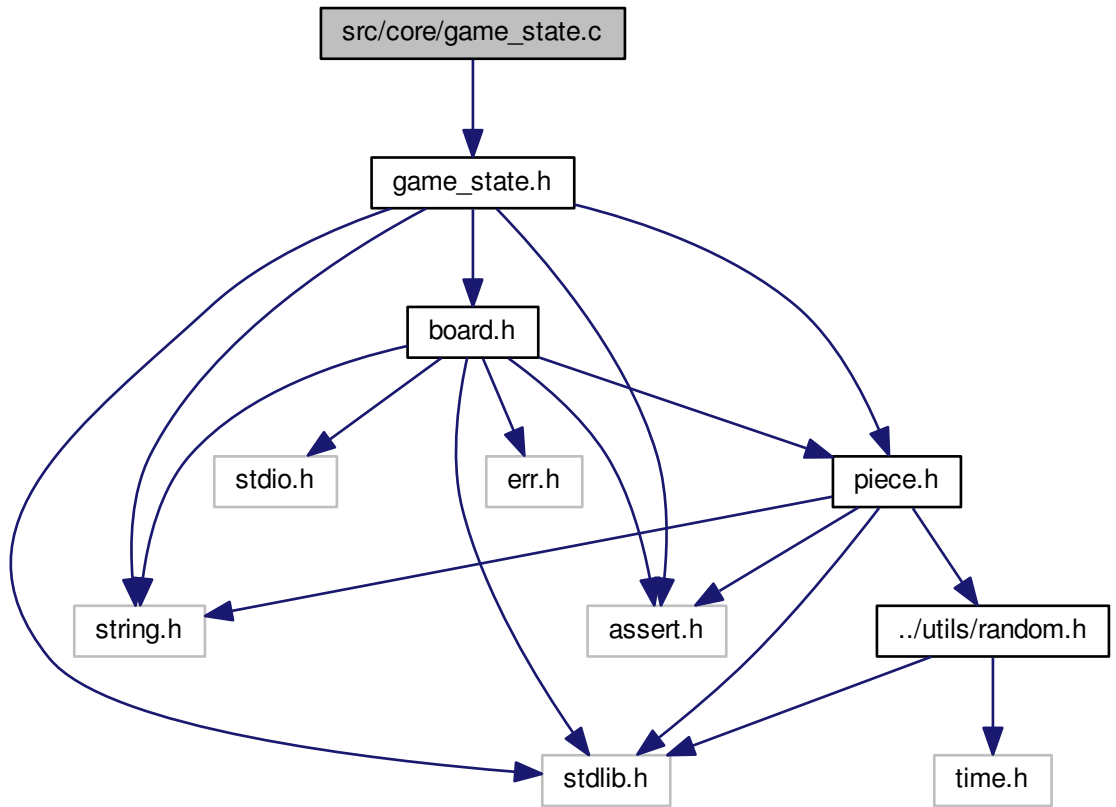 src/core/game_state.c
game_state.h
board.h
stdio.h
err.h
piece.h
string.h
assert.h
../utils/random.h
stdlib.h
time.h